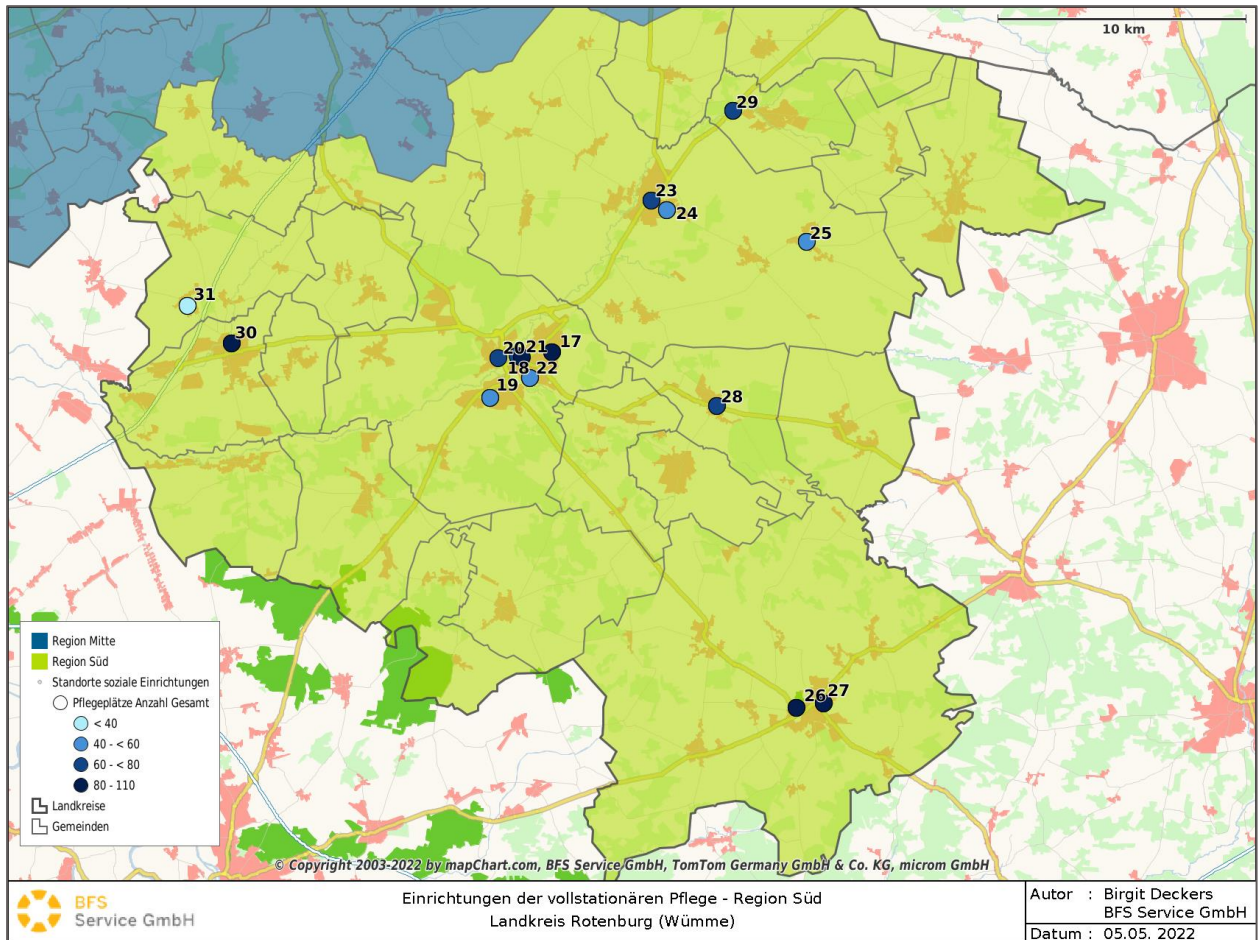 10 km
29
23
24
25
31
30
20 21 17
18 22
19
28
26 27
Region Mitte
Region Süd
Standorte soziale Einrichtungen
Pflegeplätze Anzahl Gesamt
< 40
40 - < 60
60 - < 80
80 - 110
Landkreise
Gemeinden
© Copyright 2003-2022 by mapChart.com, BFS Service GmbH, TomTom Germany GmbH & Co. KG, microm GmbH
BFS
Service GmbH
Einrichtungen der vollstationären Pflege - Region Süd
Landkreis Rotenburg (Wümme)
Autor : Birgit Deckers
BFS Service GmbH
Datum : 05.05. 2022